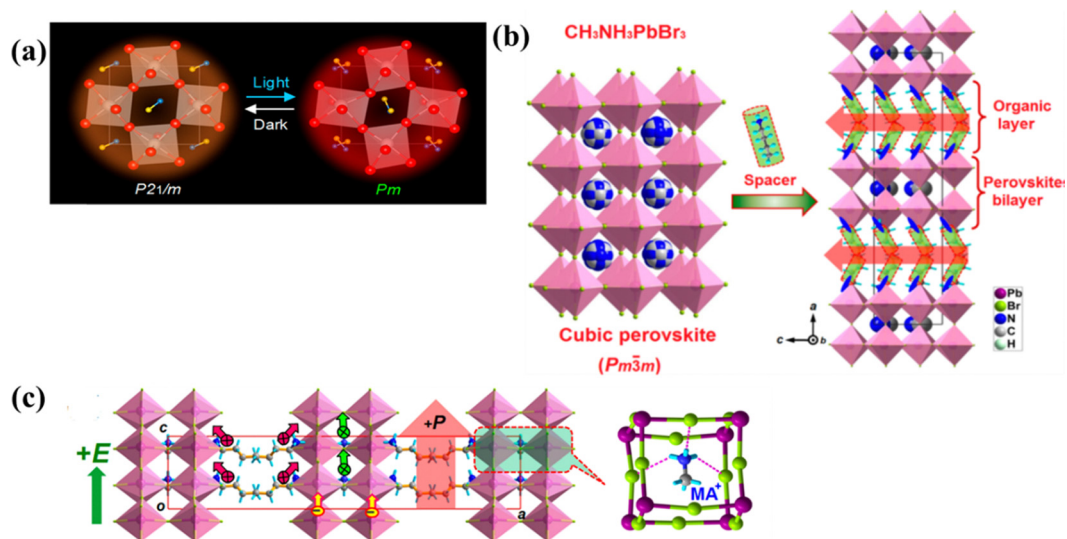 (a)
Light
Dark
P21/m
Pm
(b)
CH₃NH₃PbBr₃
Spacer
Cubic perovskite
(Pm3̄m)
Organic
layer
Perovskites
bilayer
a
c
b
Pb
Br
N
C
H
(c)
+E
c
o
a
+P
MA⁺